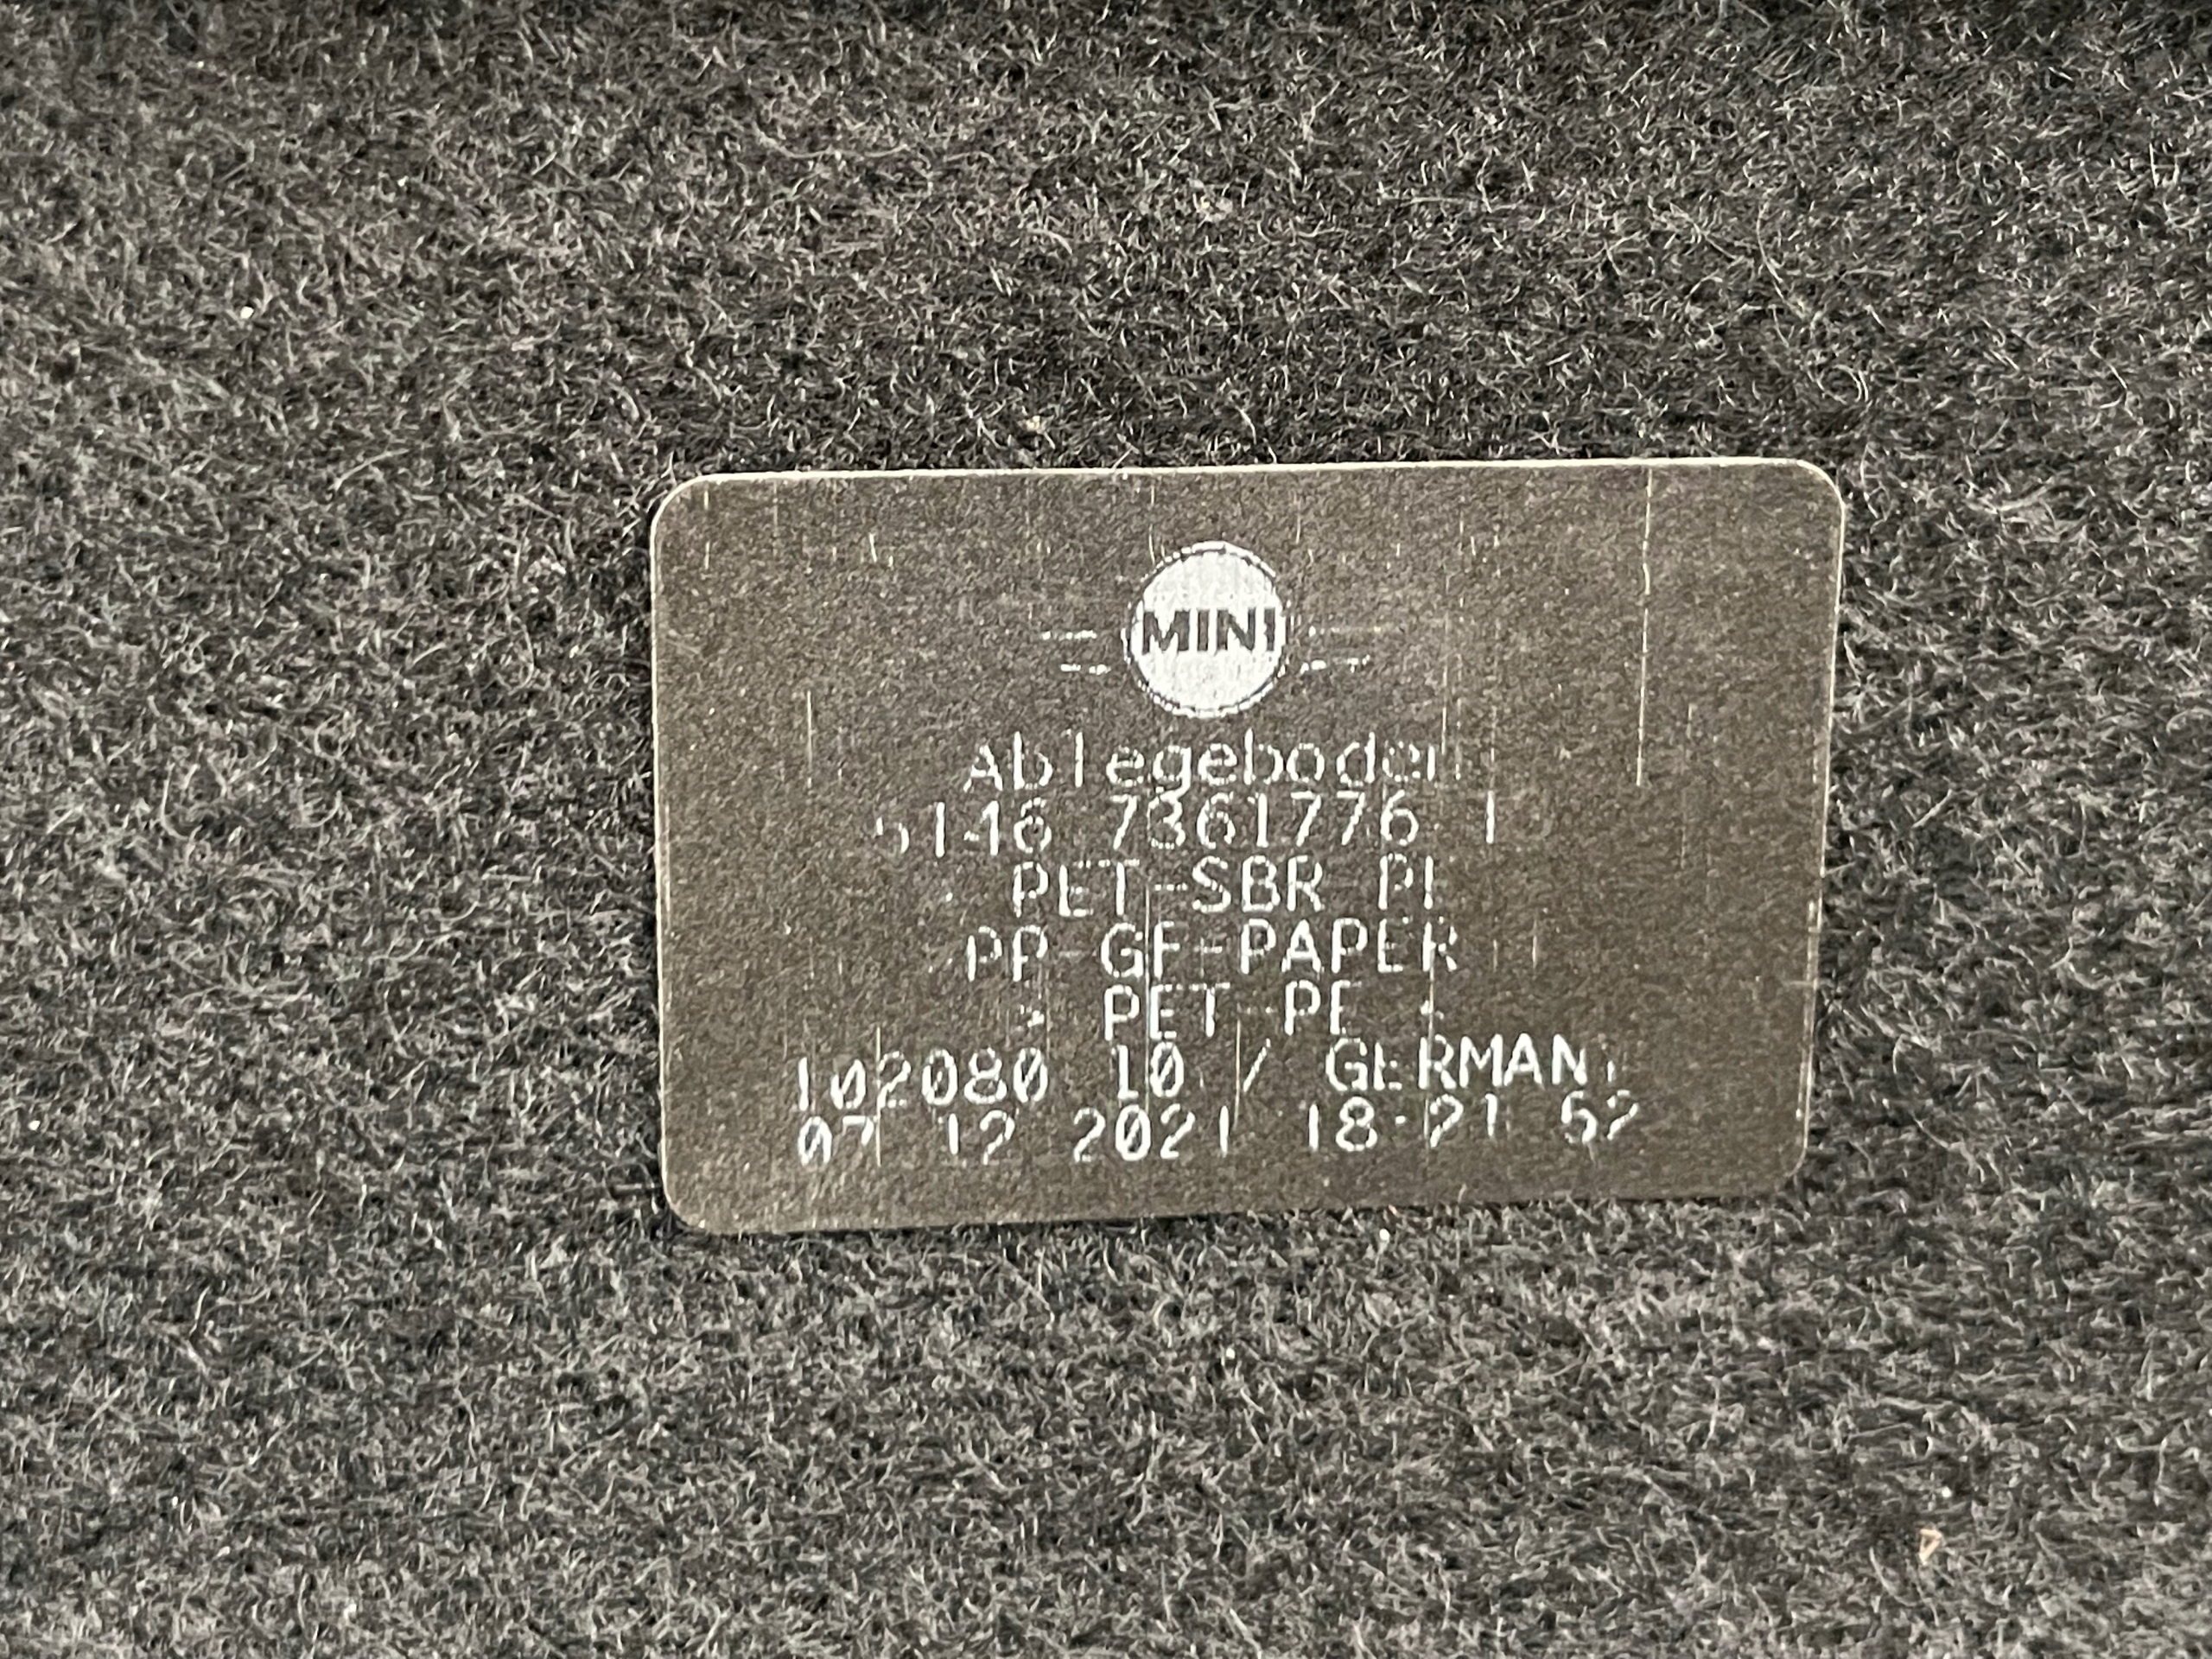 MINI
Ablegeboden
5146 7361776
PET-SBR PE
PP-GF-PAPER
> PET-PE <
102080 10 / GERMANY
07 12 2021 18:21 52